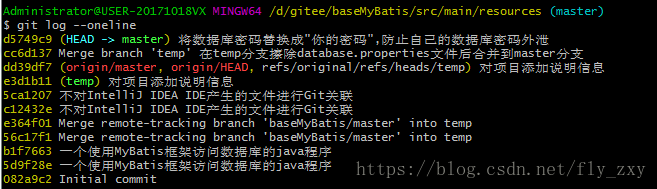 Administrator@USER-20171018VX MINGW64 /d/gitee/baseMyBatis/src/main/resources (master)
$ git log --oneline
d5749c9 (HEAD -> master) 将数据库密码替换成"你的密码",防止自己的数据库密码外泄
cc6d137 Merge branch 'temp' 在temp分支擦除database.properties文件后合并到master分支
dd39df7 (origin/master, origin/HEAD, refs/original/refs/heads/temp) 对项目添加说明信息
e3d1b11 (temp) 对项目添加说明信息
5ca1207 不对IntelliJ IDEA IDE产生的文件进行Git关联
c12432e 不对IntelliJ IDEA IDE产生的文件进行Git关联
e364f01 Merge remote-tracking branch 'baseMyBatis/master' into temp
56c17f1 Merge remote-tracking branch 'baseMyBatis/master' into temp
b1f7663 一个使用MyBatis框架访问数据库的java程序
5d9f28e 一个使用MyBatis框架访问数据库的java程序
082a9c2 Initial commit
https://blog.csdn.net/fly_zxy